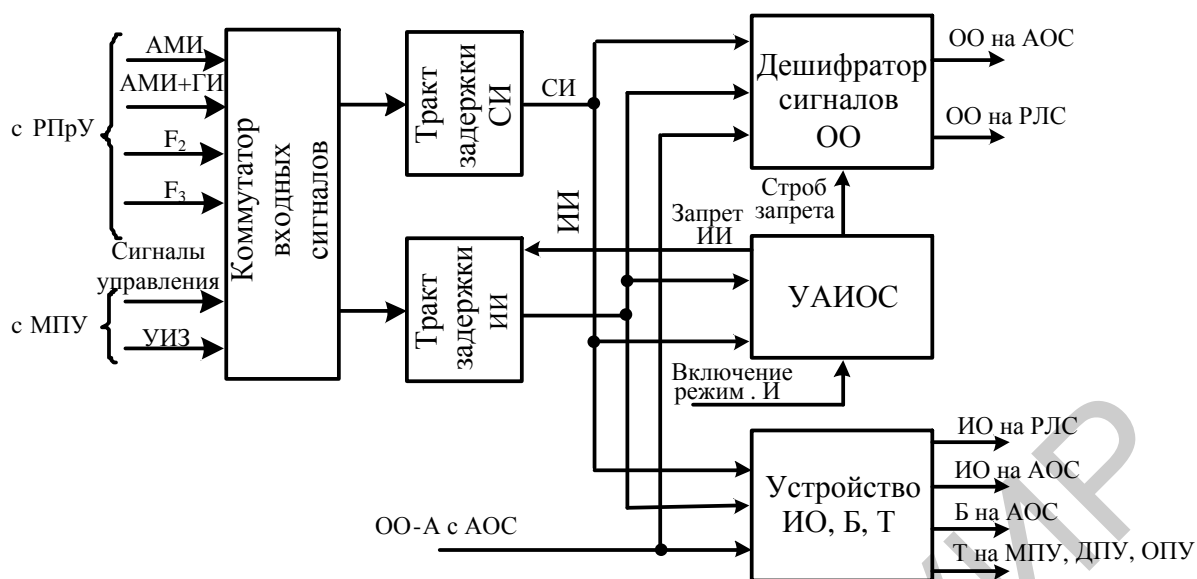 с РПрУ
АМИ
АМИ+ГИ
F2
F3
с МПУ
Сигналы
управления
УИЗ
Коммутатор
входных
сигналов
Тракт
задержки
СИ
СИ
Тракт
задержки
ИИ
ИИ
Запрет
ИИ
Дешифратор
сигналов
ОО
ОО на АОС
ОО на РЛС
Строб
запрета
УАИОС
Включение
режим . И
Устройство
ИО, Б, Т
ОО-А с АОС
ИО на РЛС
ИО на АОС
Б на АОС
Т на МПУ, ДПУ, ОПУ